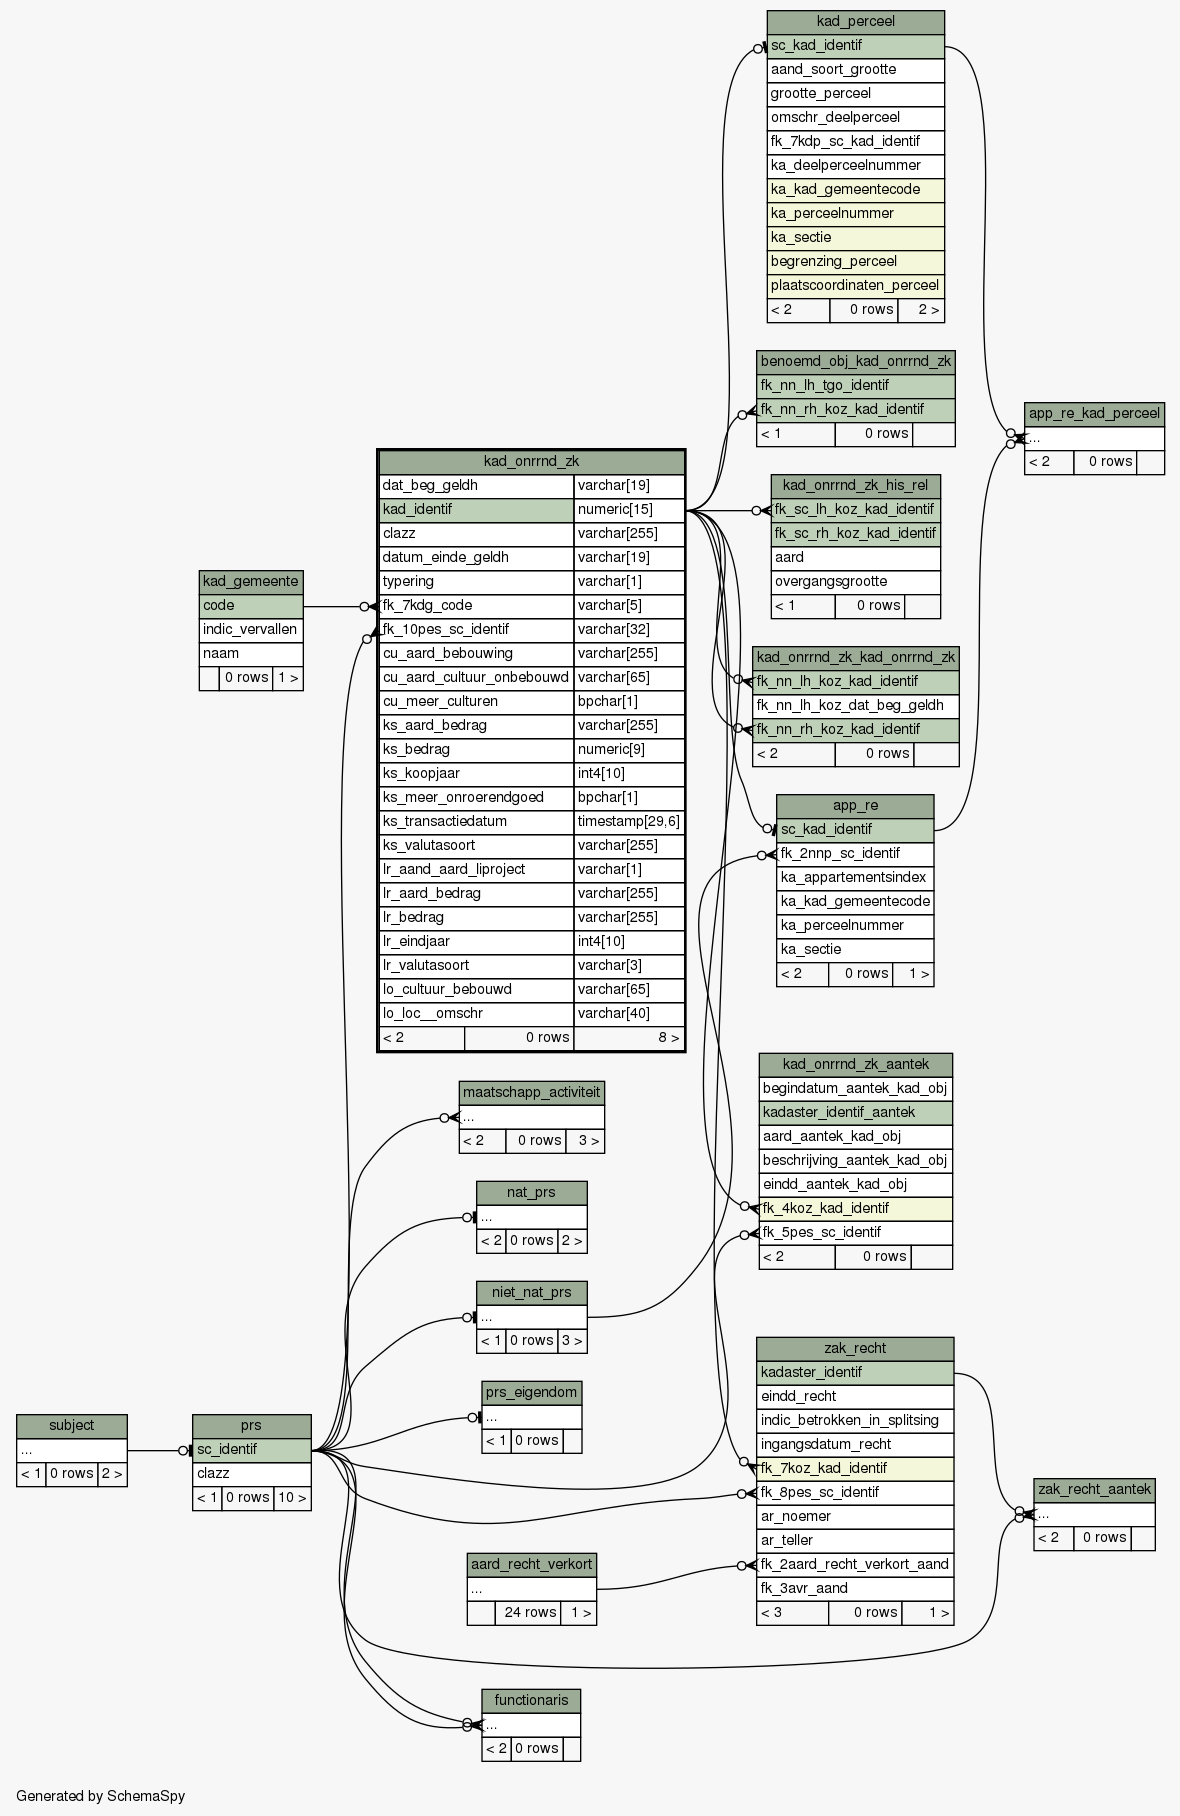 kad_perceel
sc_kad_identif
aand_soort_grootte
grootte_perceel
omschr_deelperceel
fk_7kdp_sc_kad_identif
ka_deelperceelnummer
ka_kad_gemeentecode
ka_perceelnummer
ka_sectie
begrenzing_perceel
plaatscoordinaten_perceel
< 2 0 rows 2 >
benoemd_obj_kad_onrrnd_zk
fk_nn_lh_tgo_identif
fk_nn_rh_koz_kad_identif
< 1 0 rows
app_re_kad_perceel
...
< 2 0 rows
kad_onrrnd_zk
dat_beg_geldh varchar[19]
kad_identif numeric[15]
clazz varchar[255]
datum_einde_geldh varchar[19]
typering varchar[1]
fk_7kdg_code varchar[5]
fk_10pes_sc_identif varchar[32]
cu_aard_bebouwing varchar[255]
cu_aard_cultuur_onbebouwd varchar[65]
cu_meer_culturen bpchar[1]
ks_aard_bedrag varchar[255]
ks_bedrag numeric[9]
ks_koopjaar int4[10]
ks_meer_onroerendgoed bpchar[1]
ks_transactiedatum timestamp[29,6]
ks_valutasoort varchar[255]
lr_aand_aard_liproject varchar[1]
lr_aard_bedrag varchar[255]
lr_bedrag varchar[255]
lr_eindjaar int4[10]
lr_valutasoort varchar[3]
lo_cultuur_bebouwd varchar[65]
lo_loc__omschr varchar[40]
< 2 0 rows 8 >
kad_onrrnd_zk_his_rel
fk_sc_lh_koz_kad_identif
fk_sc_rh_koz_kad_identif
aard
overgangsgrootte
< 1 0 rows
kad_gemeente
code
indic_vervallen
naam
0 rows 1 >
kad_onrrnd_zk_kad_onrrnd_zk
fk_nn_lh_koz_kad_identif
fk_nn_lh_koz_dat_beg_geldh
fk_nn_rh_koz_kad_identif
< 2 0 rows
app_re
sc_kad_identif
fk_2nnp_sc_identif
ka_appartementsindex
ka_kad_gemeentecode
ka_perceelnummer
ka_sectie
< 2 0 rows 1 >
kad_onrrnd_zk_aantek
begindatum_aantek_kad_obj
kadaster_identif_aantek
aard_aantek_kad_obj
beschrijving_aantek_kad_obj
eindd_aantek_kad_obj
fk_4koz_kad_identif
fk_5pes_sc_identif
< 2 0 rows
maatschapp_activiteit
...
< 2 0 rows 3 >
nat_prs
...
< 2 0 rows 2 >
niet_nat_prs
...
< 1 0 rows 3 >
prs_eigendom
...
< 1 0 rows
subject
...
< 1 0 rows 2 >
prs
sc_identif
clazz
< 1 0 rows 10 >
zak_recht
kadaster_identif
eindd_recht
indic_betrokken_in_splitsing
ingangsdatum_recht
fk_7koz_kad_identif
fk_8pes_sc_identif
ar_noemer
ar_teller
fk_2aard_recht_verkort_aand
fk_3avr_aand
< 3 0 rows 1 >
zak_recht_aantek
...
< 2 0 rows
aard_recht_verkort
...
24 rows 1 >
functionaris
...
< 2 0 rows
Generated by SchemaSpy